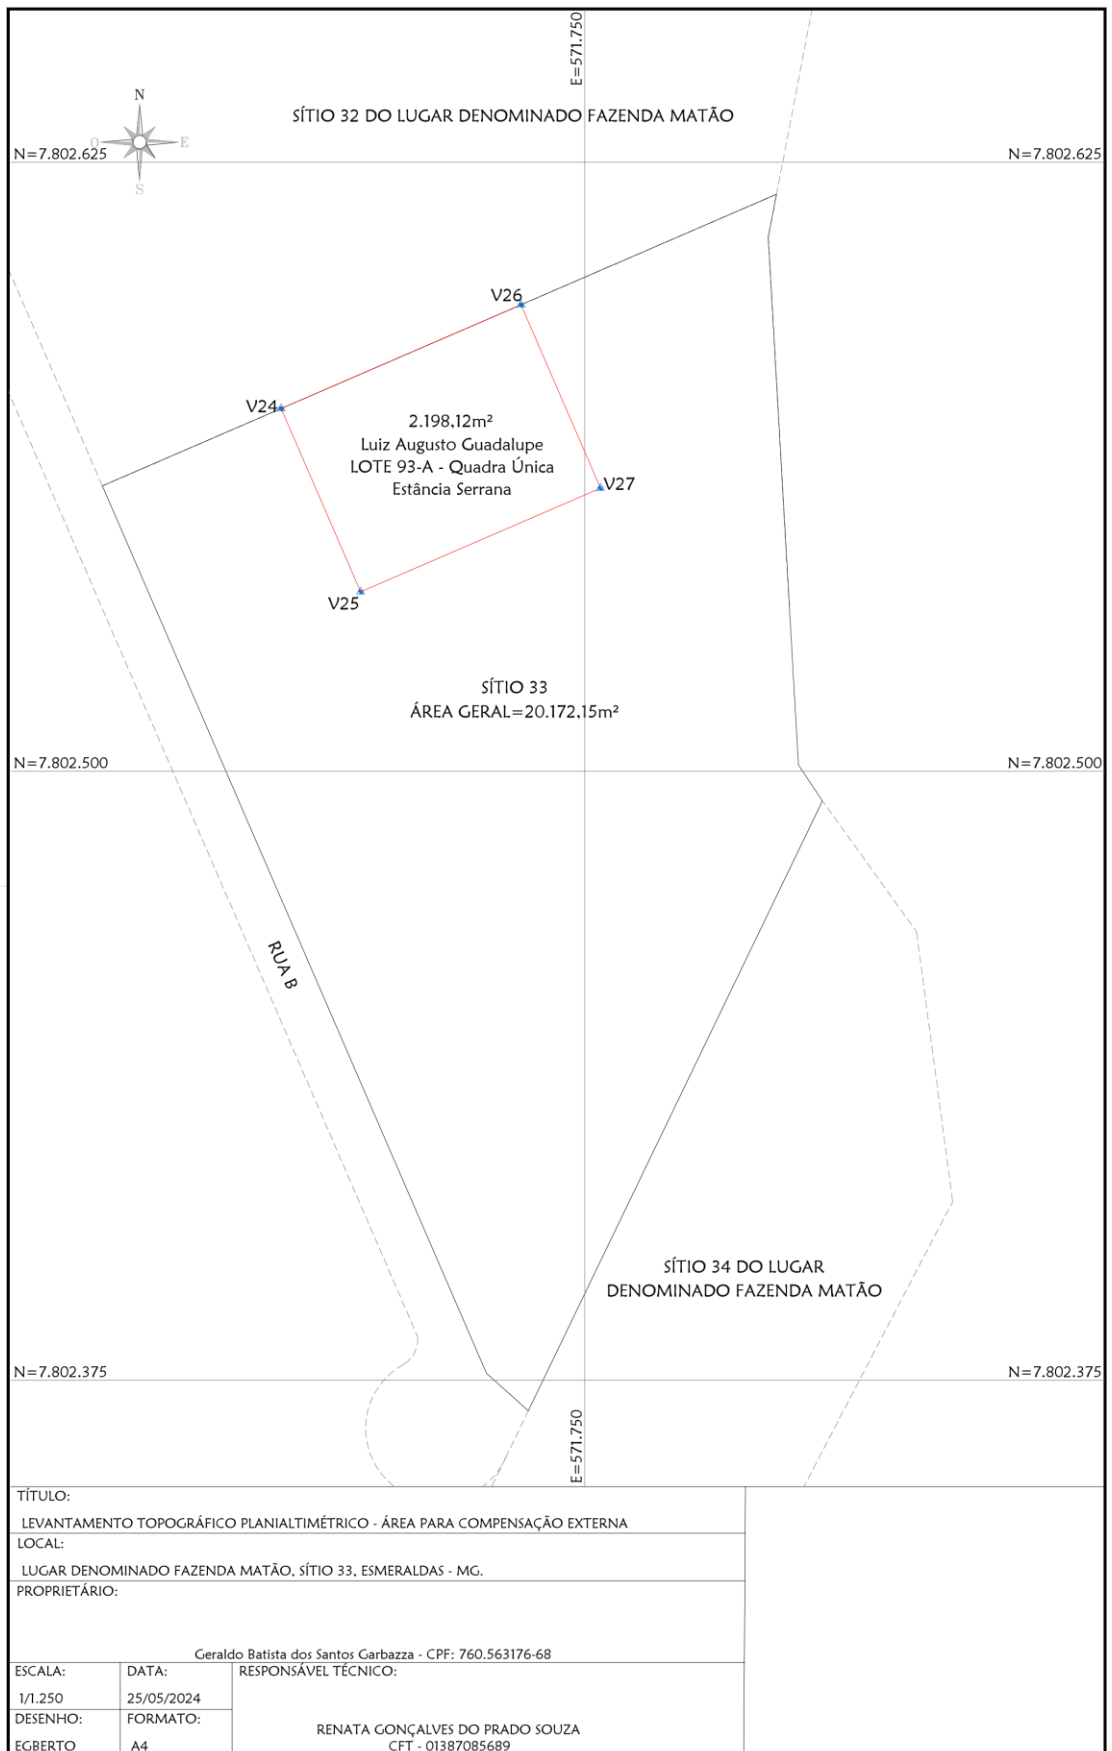 E=571.750
N
SÍTIO 32 DO LUGAR DENOMINADO FAZENDA MATÃO
O
E
N=7.802.625
N=7.802.625
S
V26
V24
2.198,12m²
Luiz Augusto Guadalupe
LOTE 93-A - Quadra Única
Estância Serrana
V27
V25
SÍTIO 33
ÁREA GERAL=20.172,15m²
N=7.802.500
N=7.802.500
RUA B
SÍTIO 34 DO LUGAR
DENOMINADO FAZENDA MATÃO
N=7.802.375
N=7.802.375
E=571.750
TÍTULO:
LEVANTAMENTO TOPOGRÁFICO PLANIALTIMÉTRICO - ÁREA PARA COMPENSAÇÃO EXTERNA
LOCAL:
LUGAR DENOMINADO FAZENDA MATÃO, SÍTIO 33, ESMERALDAS - MG.
PROPRIETÁRIO:
Geraldo Batista dos Santos Garbazza - CPF: 760.563176-68
ESCALA:
1/1.250
DATA:
25/05/2024
RESPONSÁVEL TÉCNICO:
DESENHO:
EGBERTO
FORMATO:
A4
RENATA GONÇALVES DO PRADO SOUZA
CFT - 01387085689